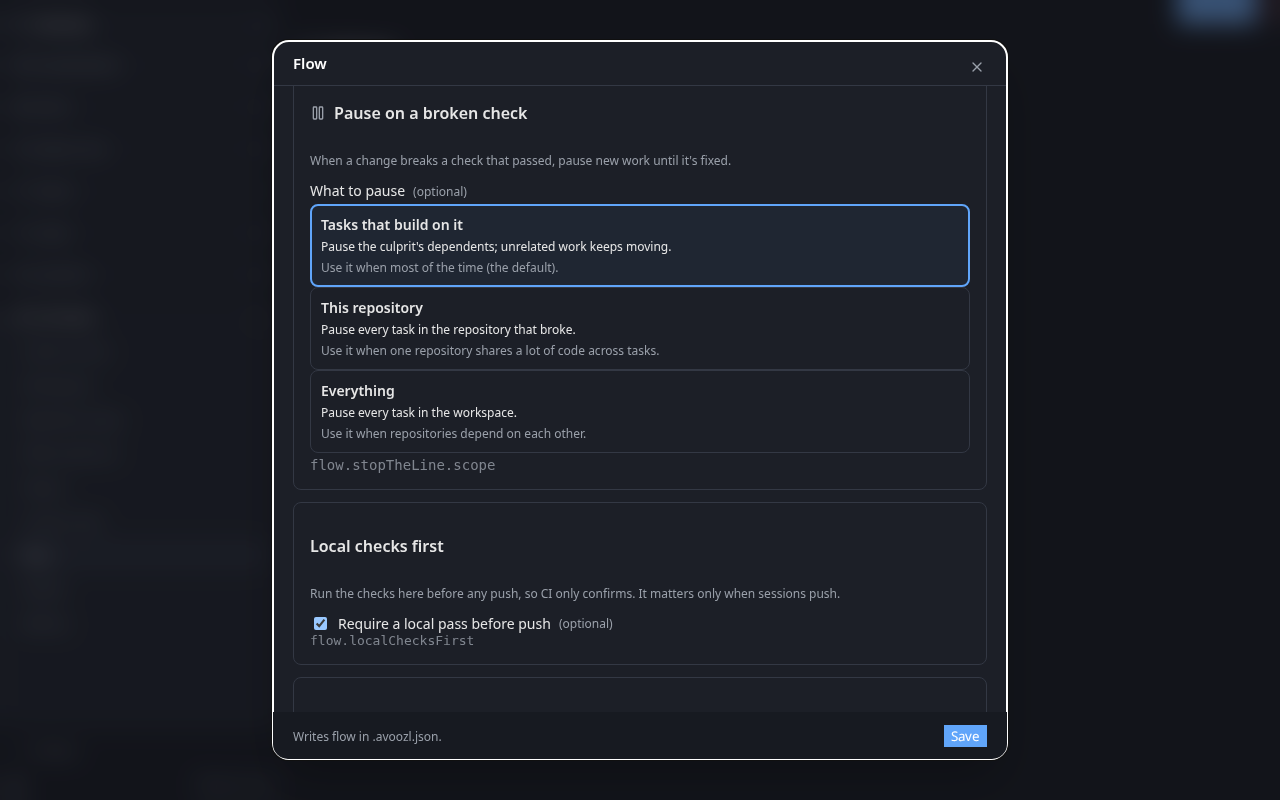 Flow
Pause on a broken check
When a change breaks a check that passed, pause new work until it's fixed.
What to pause (optional)
Tasks that build on it
Pause the culprit's dependents; unrelated work keeps moving.
Use it when most of the time (the default).
This repository
Pause every task in the repository that broke.
Use it when one repository shares a lot of code across tasks.
Everything
Pause every task in the workspace.
Use it when repositories depend on each other.
flow.stopTheLine.scope
Local checks first
Run the checks here before any push, so CI only confirms. It matters only when sessions push.
Require a local pass before push (optional)
flow.localChecksFirst
Writes flow in .avoozl.json.
Save